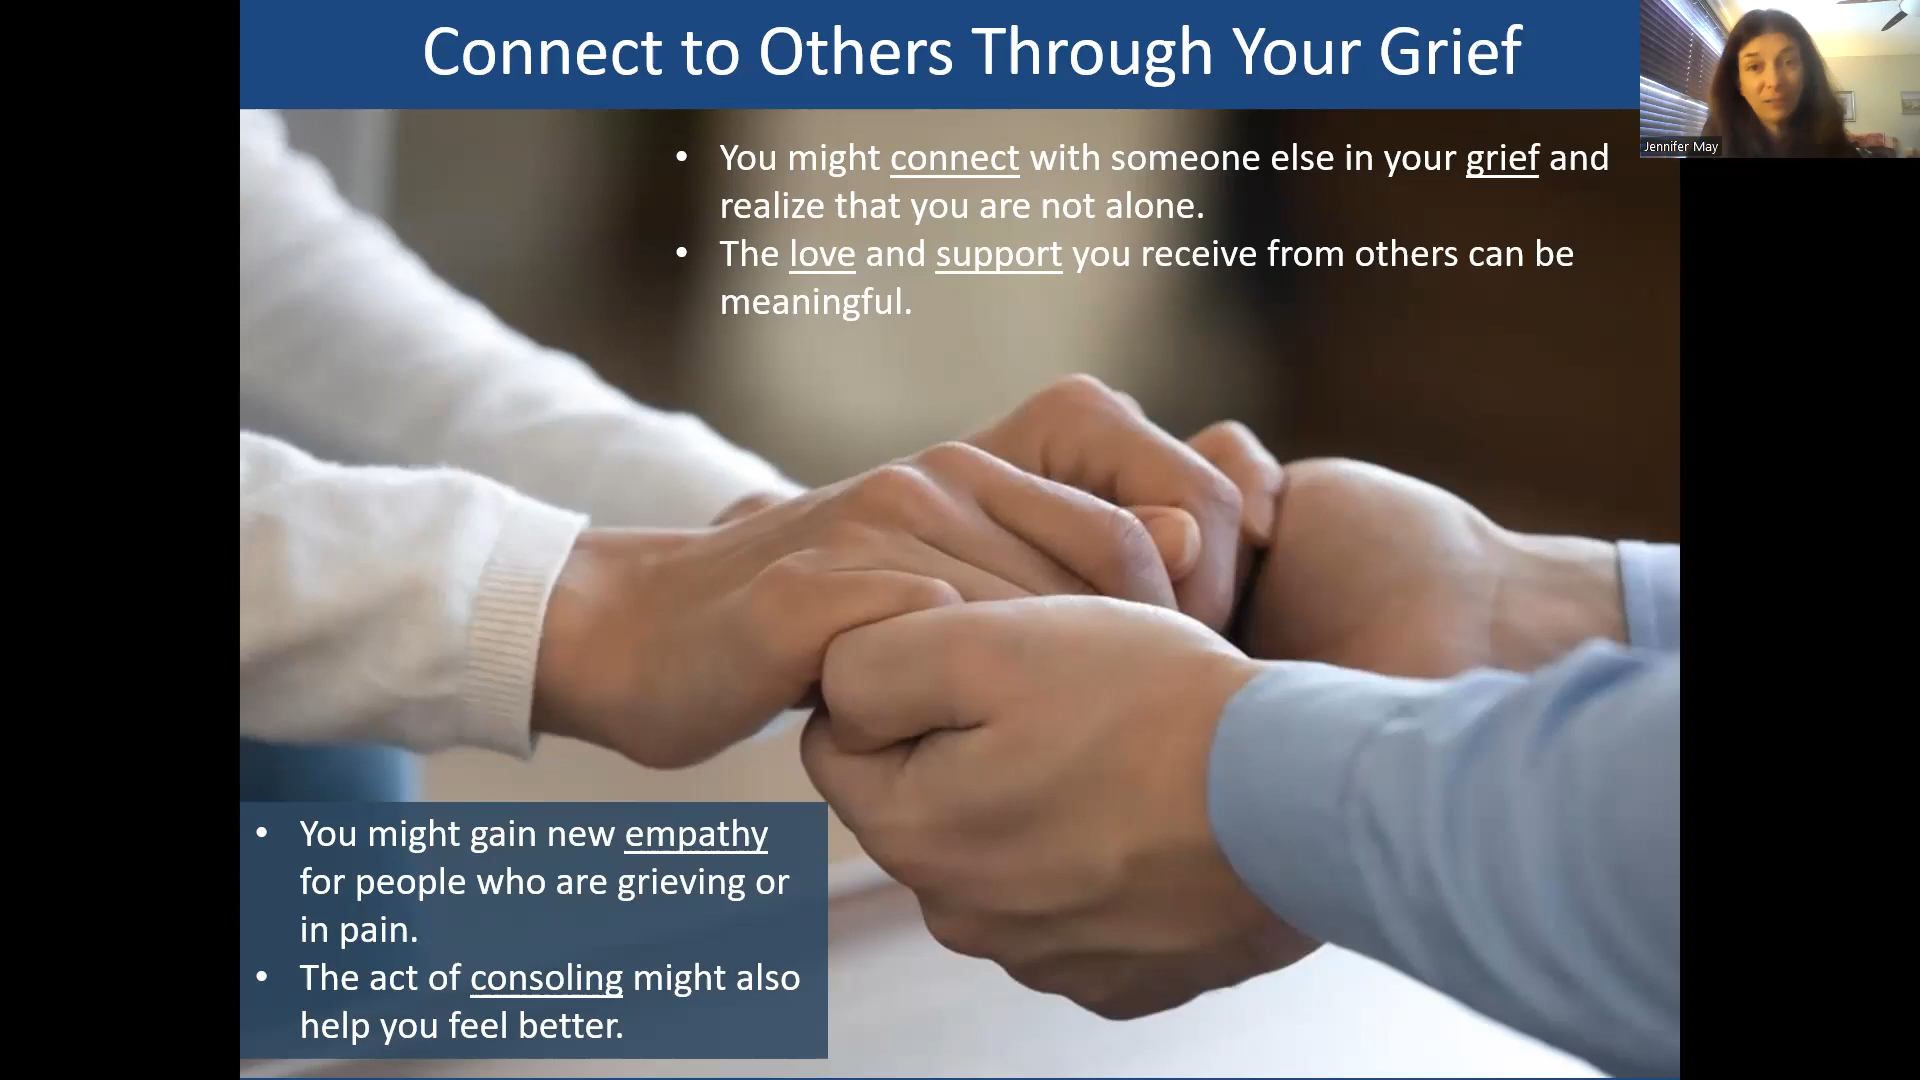 Connect to Others Through Your Grief
Jennifer May
• You might connect with someone else in your grief and
realize that you are not alone.
• The love and support you receive from others can be
meaningful.
• You might gain new empathy
for people who are grieving or
in pain.
• The act of consoling might also
help you feel better.